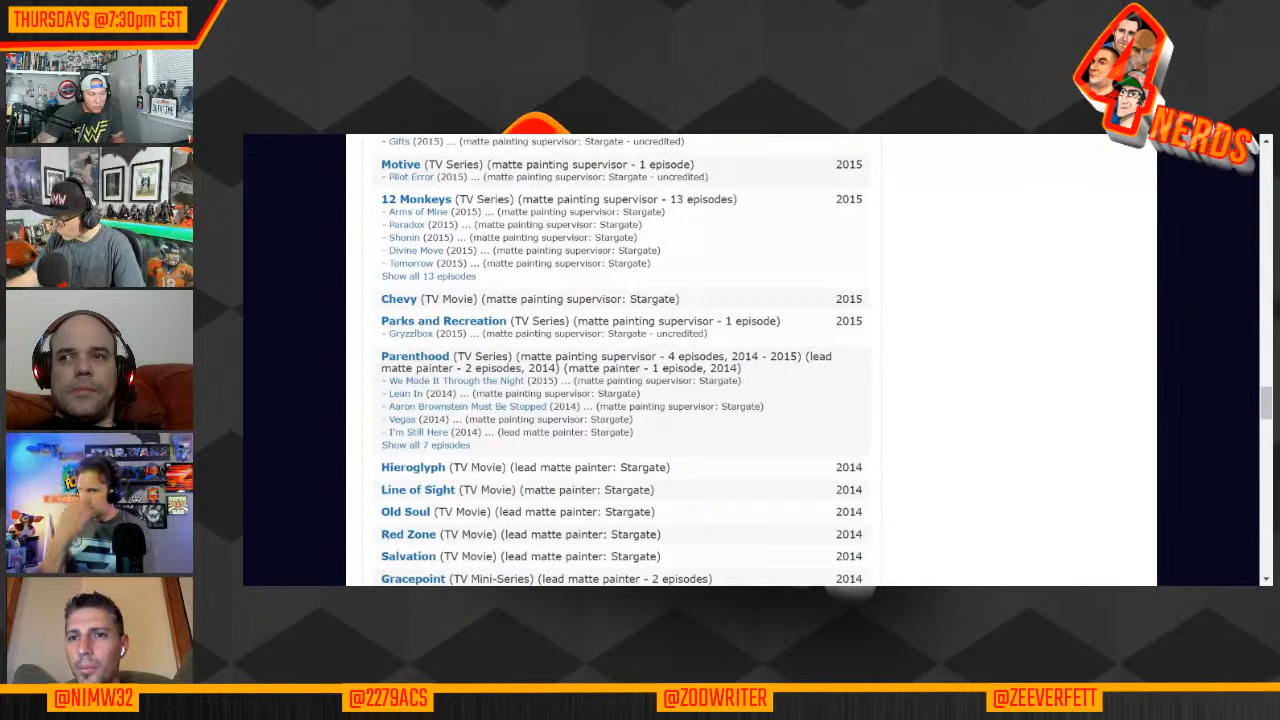 THURSDAYS @7:30pm EST
4
NERDS
- Gifts (2015) ... (matte painting supervisor: Stargate - uncredited)
Motive (TV Series) (matte painting supervisor - 1 episode) 2015
- Pilot Error (2015) ... (matte painting supervisor: Stargate - uncredited)
12 Monkeys (TV Series) (matte painting supervisor - 13 episodes) 2015
- Arms of Mine (2015) ... (matte painting supervisor: Stargate)
- Paradox (2015) ... (matte painting supervisor: Stargate)
- Shonin (2015) ... (matte painting supervisor: Stargate)
- Divine Move (2015) ... (matte painting supervisor: Stargate)
- Tomorrow (2015) ... (matte painting supervisor: Stargate)
Show all 13 episodes
Chevy (TV Movie) (matte painting supervisor: Stargate) 2015
Parks and Recreation (TV Series) (matte painting supervisor - 1 episode) 2015
- Gryzzlbox (2015) ... (matte painting supervisor: Stargate - uncredited)
Parenthood (TV Series) (matte painting supervisor - 4 episodes, 2014 - 2015) (lead
matte painter - 2 episodes, 2014) (matte painter - 1 episode, 2014)
- We Made It Through the Night (2015) ... (matte painting supervisor: Stargate)
- Lean In (2014) ... (matte painting supervisor: Stargate)
- Aaron Brownstein Must Be Stopped (2014) ... (matte painting supervisor: Stargate)
- Vegas (2014) ... (matte painting supervisor: Stargate)
- I'm Still Here (2014) ... (lead matte painter: Stargate)
Show all 7 episodes
Hieroglyph (TV Movie) (lead matte painter: Stargate) 2014
Line of Sight (TV Movie) (matte painter: Stargate) 2014
Old Soul (TV Movie) (lead matte painter: Stargate) 2014
Red Zone (TV Movie) (lead matte painter: Stargate) 2014
Salvation (TV Movie) (lead matte painter: Stargate) 2014
Gracepoint (TV Mini-Series) (lead matte painter - 2 episodes) 2014
STAR WARS
@NIMW32
@2279ACS
@ZODWRITER
@ZEEVERFETT